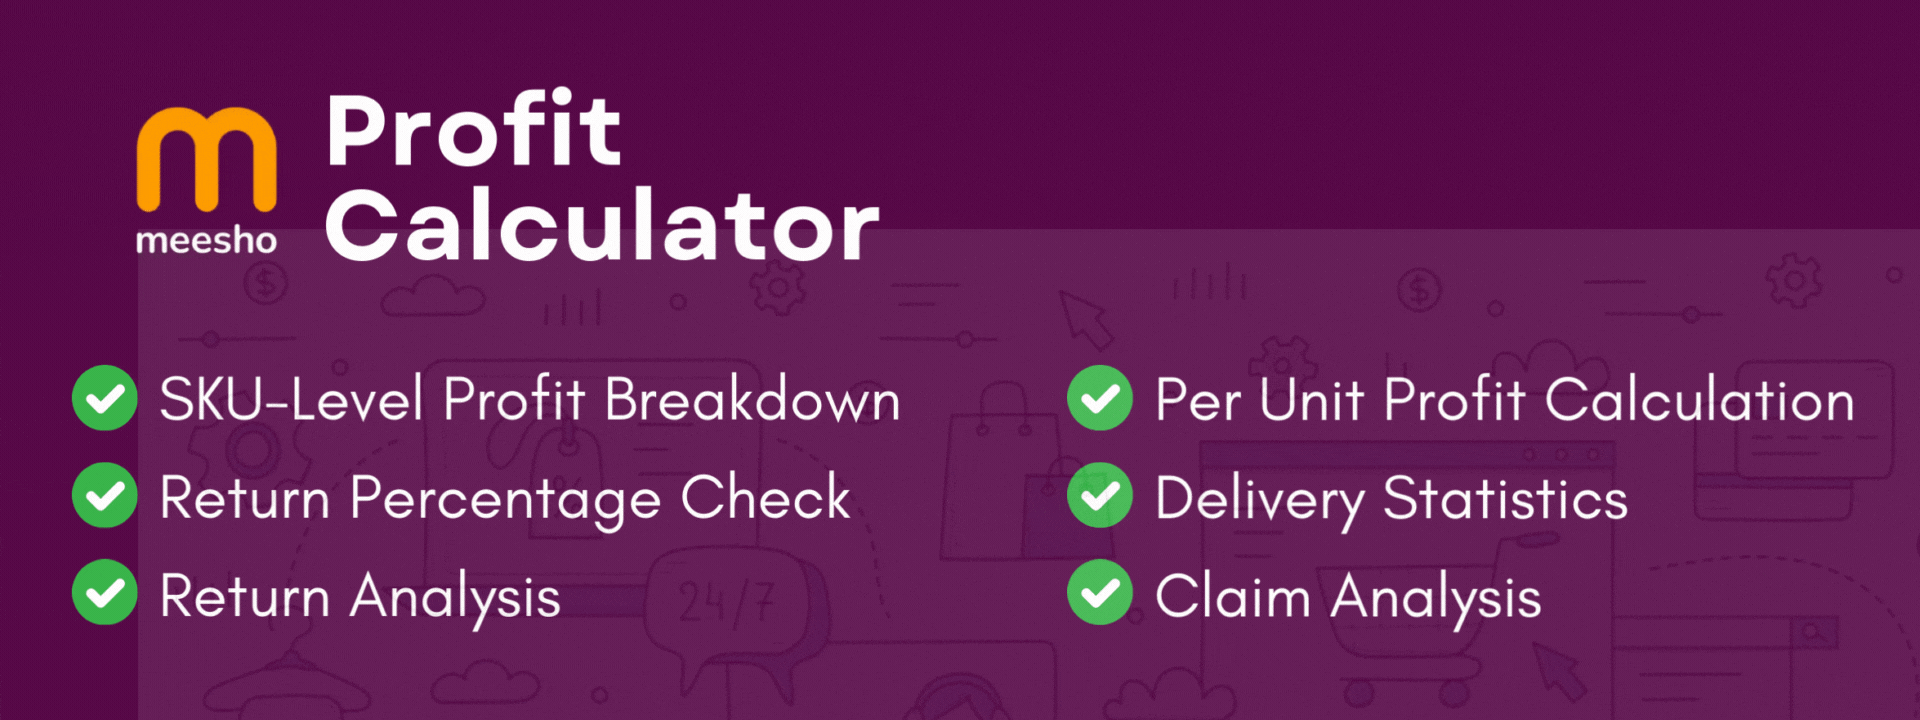 meesho
Profit
Calculator
SKU-Level Profit Breakdown
Return Percentage Check
Return Analysis
Per Unit Profit Calculation
Delivery Statistics
Claim Analysis
24/7